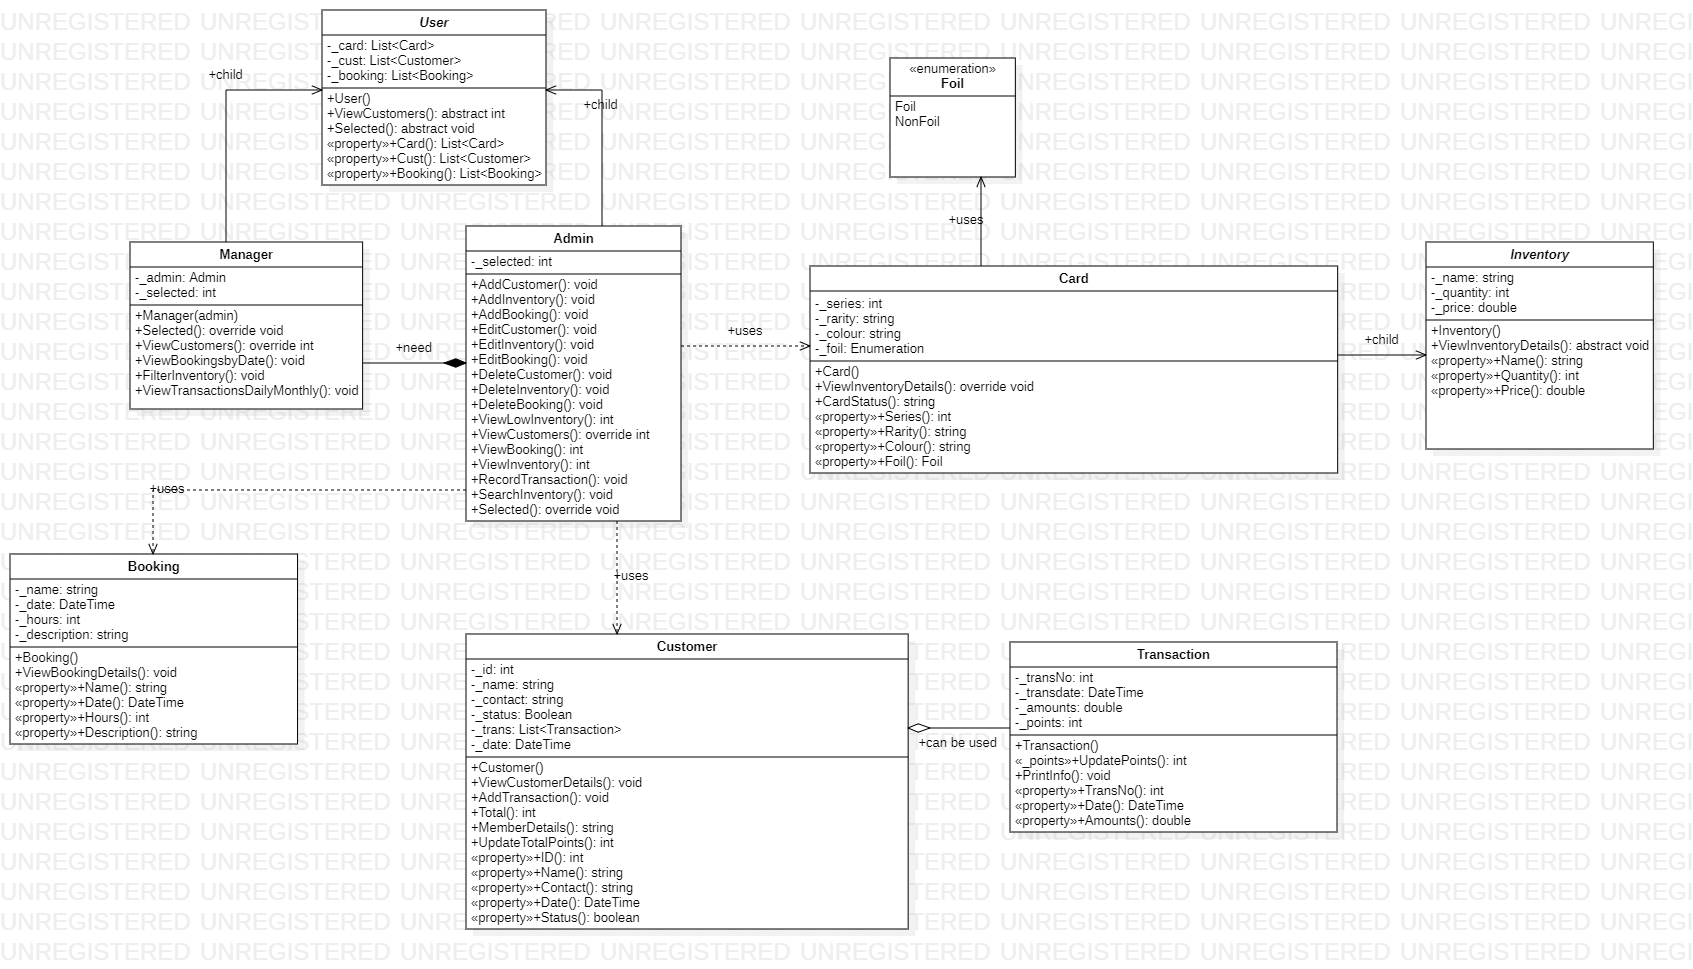 User
-_card: List<Card>
-_cust: List<Customer>
-_booking: List<Booking>
+User()
+ViewCustomers(): abstract int
+Selected(): abstract void
«property»+Card(): List<Card>
«property»+Cust(): List<Customer>
«property»+Booking(): List<Booking>
+child
+child
«enumeration»
Foil
Foil
NonFoil
+uses
Manager
-_admin: Admin
-_selected: int
+Manager(admin)
+Selected(): override void
+ViewCustomers(): override int
+ViewBookingsbyDate(): void
+FilterInventory(): void
+ViewTransactionsDailyMonthly(): void
+need
Admin
-_selected: int
+AddCustomer(): void
+AddInventory(): void
+AddBooking(): void
+EditCustomer(): void
+EditInventory(): void
+EditBooking(): void
+DeleteCustomer(): void
+DeleteInventory(): void
+DeleteBooking(): void
+ViewLowInventory(): int
+ViewCustomers(): override int
+ViewBooking(): int
+ViewInventory(): int
+RecordTransaction(): void
+SearchInventory(): void
+Selected(): override void
+uses
Card
-_series: int
-_rarity: string
-_colour: string
-_foil: Enumeration
+Card()
+ViewInventoryDetails(): override void
+CardStatus(): string
«property»+Series(): int
«property»+Rarity(): string
«property»+Colour(): string
«property»+Foil(): Foil
+child
Inventory
-_name: string
-_quantity: int
-_price: double
+Inventory()
+ViewInventoryDetails(): abstract void
«property»+Name(): string
«property»+Quantity(): int
«property»+Price(): double
+uses
Booking
-_name: string
-_date: DateTime
-_hours: int
-_description: string
+Booking()
+ViewBookingDetails(): void
«property»+Name(): string
«property»+Date(): DateTime
«property»+Hours(): int
«property»+Description(): string
+uses
Customer
-_id: int
-_name: string
-_contact: string
-_status: Boolean
-_trans: List<Transaction>
-_date: DateTime
+Customer()
+ViewCustomerDetails(): void
+AddTransaction(): void
+Total(): int
+MemberDetails(): string
+UpdateTotalPoints(): int
«property»+ID(): int
«property»+Name(): string
«property»+Contact(): string
«property»+Date(): DateTime
«property»+Status(): boolean
+can be used
Transaction
-_transNo: int
-_transdate: DateTime
-_amounts: double
-_points: int
+Transaction()
«_points»+UpdatePoints(): int
+PrintInfo(): void
«property»+TransNo(): int
«property»+Date(): DateTime
«property»+Amounts(): double
UNREGISTERED